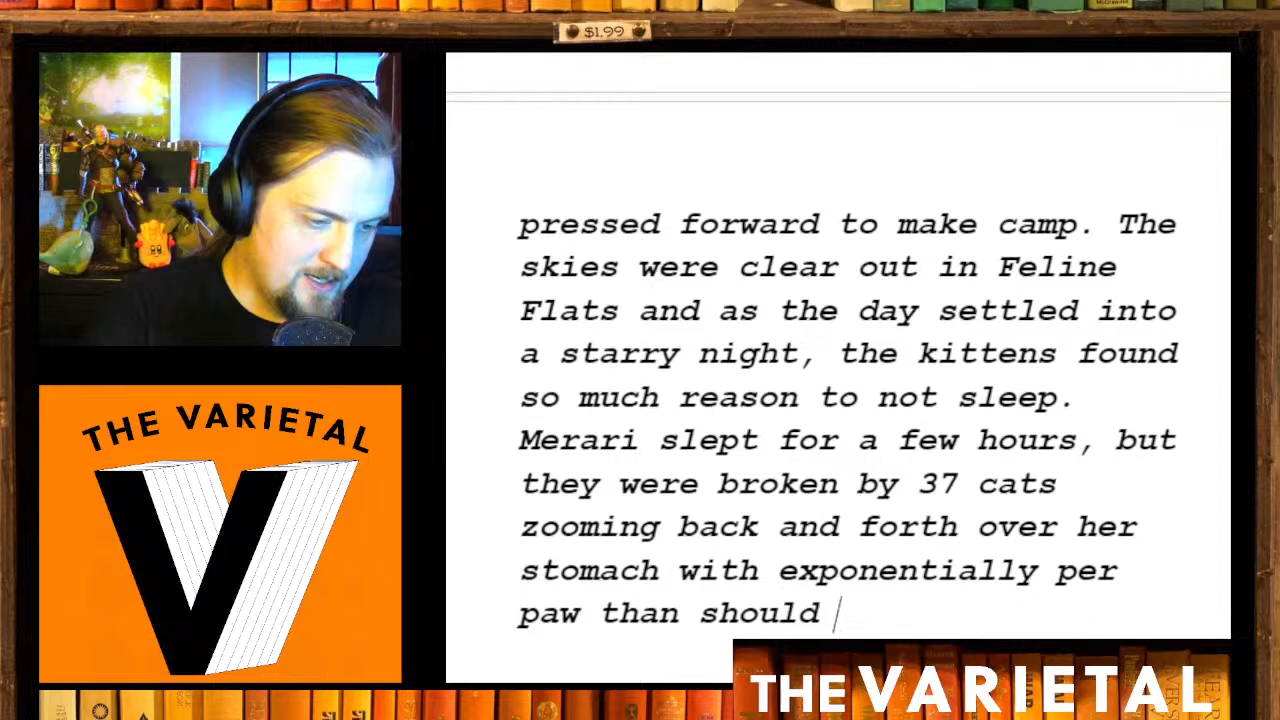 $1.99
pressed forward to make camp. The
skies were clear out in Feline
Flats and as the day settled into
a starry night, the kittens found
so much reason to not sleep.
Merari slept for a few hours, but
they were broken by 37 cats
zooming back and forth over her
stomach with exponentially per
paw than should
THE VARIETAL
V
THE VARIETAL